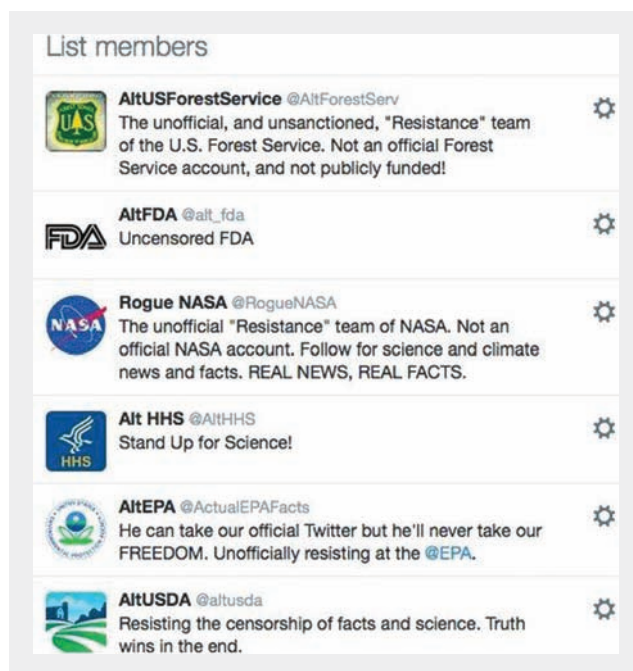 List members
AltUSForestService @AltForestServ
The unofficial, and unsanctioned, "Resistance" team
of the U.S. Forest Service. Not an official Forest
Service account, and not publicly funded!
U S
AltFDA @alt_fda
FDA
Uncensored FDA
Rogue NASA @RogueNASA
NASA
The unofficial "Resistance" team of NASA. Not an
official NASA account. Follow for science and climate
news and facts. REAL NEWS, REAL FACTS.
Alt HHS @AltHHS
Stand Up for Science!
HHS
AltEPA @ActualEPAFacts
He can take our official Twitter but he'll never take our
FREEDOM. Unofficially resisting at the @EPA.
AltUSDA @altusda
Resisting the censorship of facts and science. Truth
wins in the end.